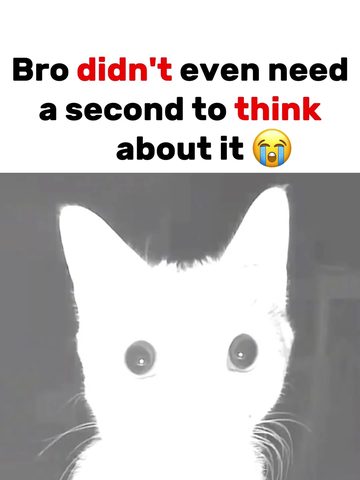 Bro didn't even need
a second to think
about it 😭